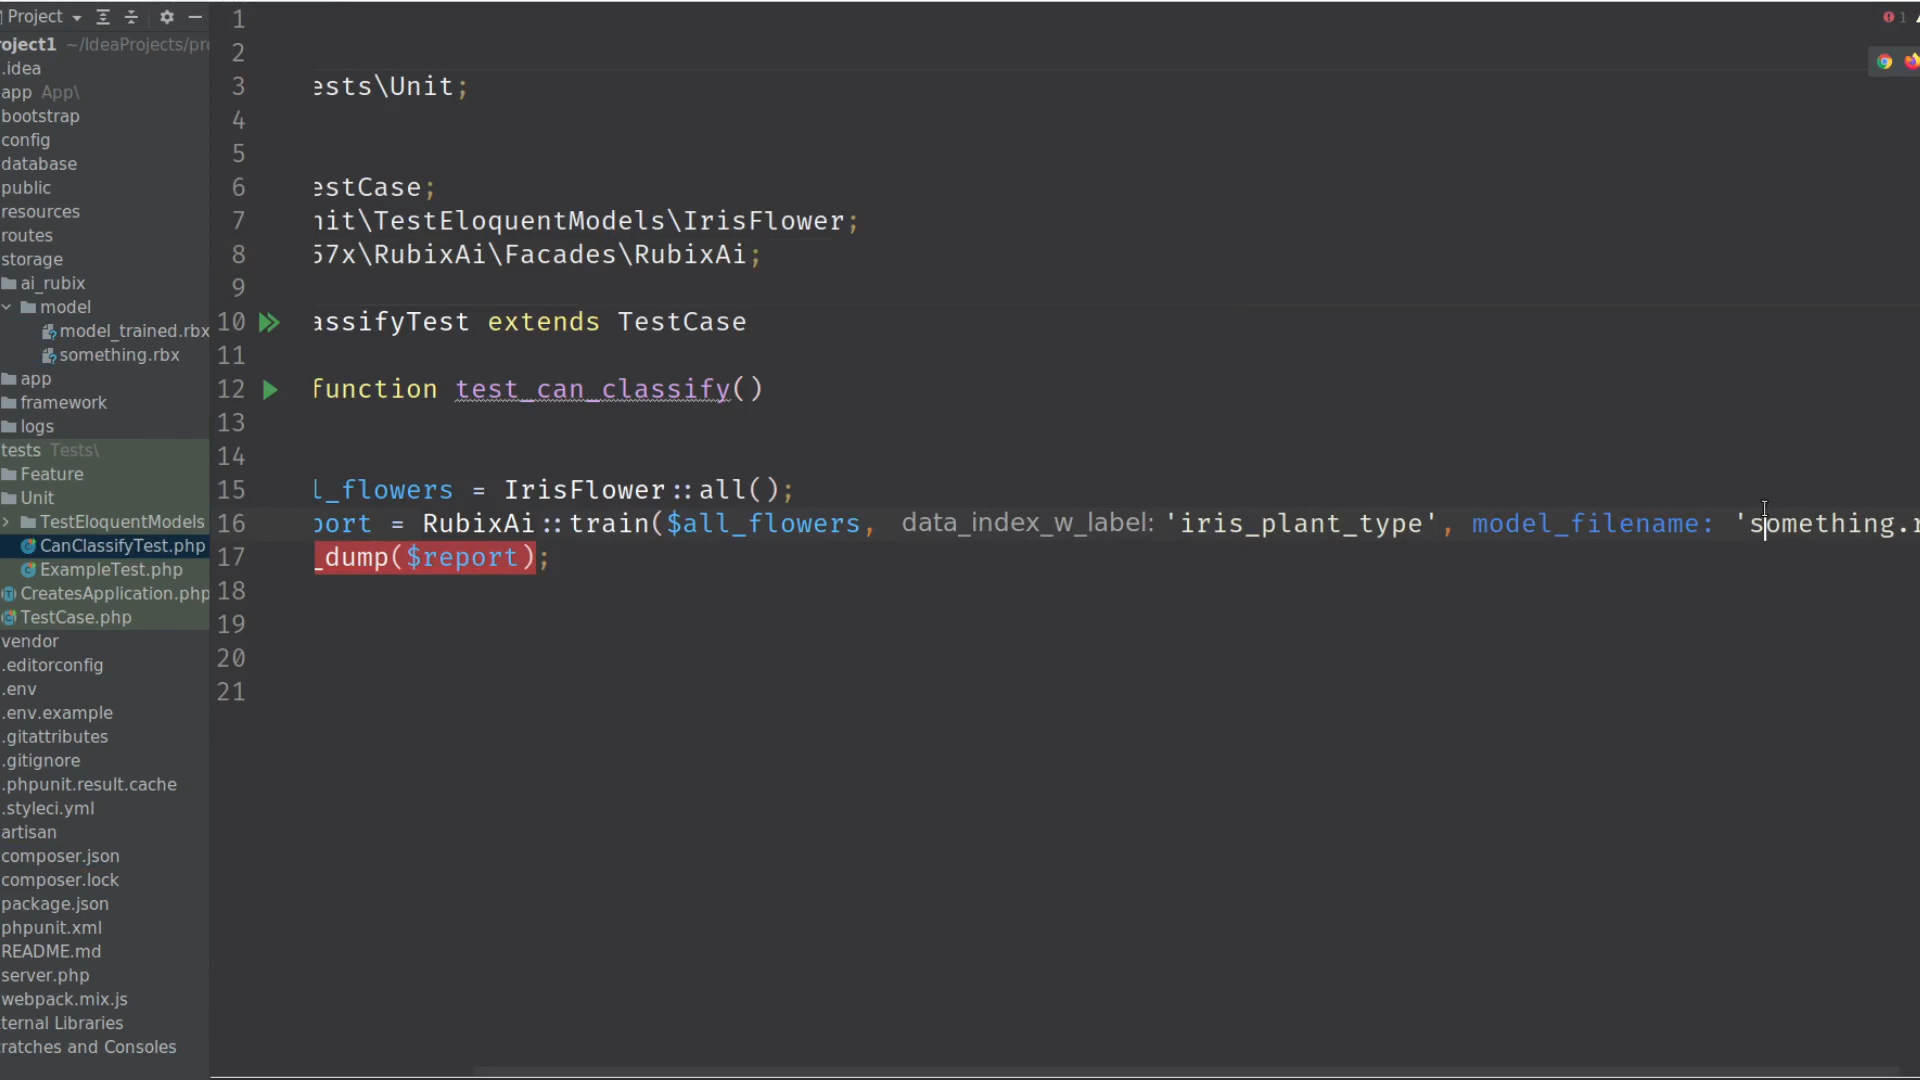 Project
oject1 ~/IdeaProjects/pr
.idea
app App\
bootstrap
config
database
public
resources
routes
storage
ai_rubix
model
model_trained.rbx
something.rbx
app
framework
logs
tests Tests\
Feature
Unit
TestEloquentModels
CanClassifyTest.php
ExampleTest.php
CreatesApplication.php
TestCase.php
vendor
.editorconfig
.env
.env.example
.gitattributes
.gitignore
.phpunit.result.cache
.styleci.yml
artisan
composer.json
composer.lock
package.json
phpunit.xml
README.md
server.php
webpack.mix.js
ternal Libraries
ratches and Consoles
1
2
3 ests\Unit;
4
5
6 estCase;
7 nit\TestEloquentModels\IrisFlower;
8 57x\RubixAi\Facades\RubixAi;
9
10 assifyTest extends TestCase
11
12 function test_can_classify()
13
14
15 l_flowers = IrisFlower::all();
16 port = RubixAi::train($all_flowers, data_index_w_label: 'iris_plant_type', model_filename: 'something.r
17 _dump($report);
18
19
20
21
1